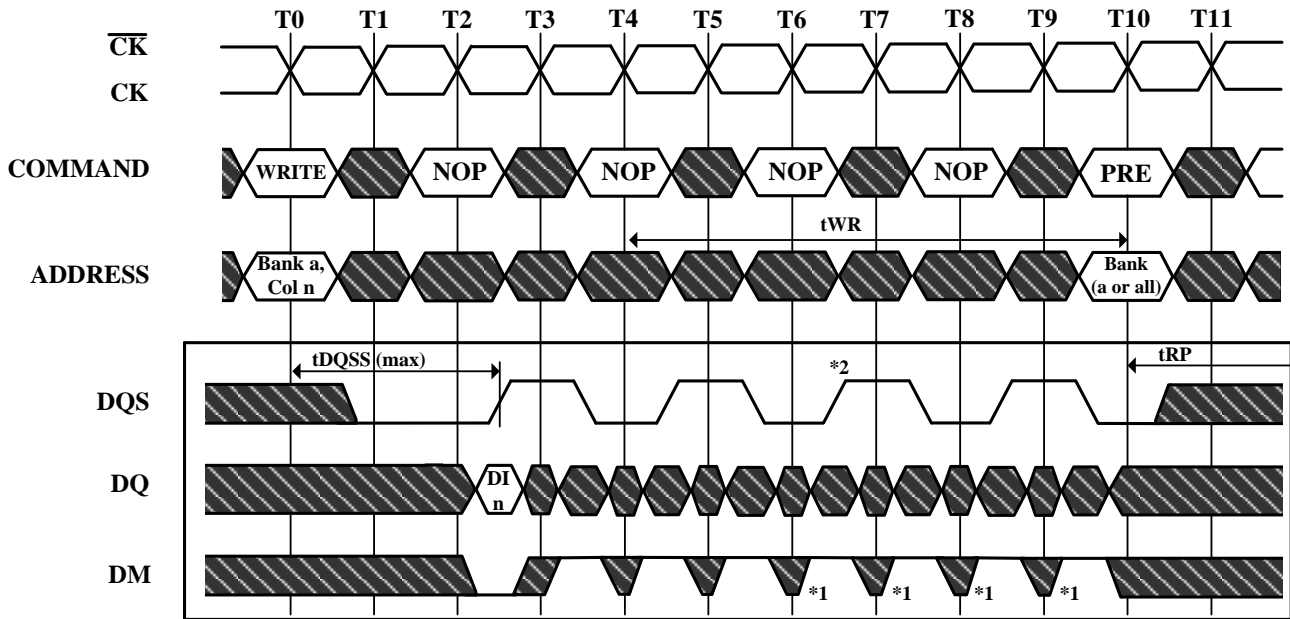 T0 T1 T2 T3 T4 T5 T6 T7 T8 T9 T10 T11
CK
CK
COMMAND WRITE NOP NOP NOP NOP PRE
tWR
ADDRESS Bank a, Col n Bank (a or all)
tDQSS (max) *2 tRP
DQS
DQ DI n
DM *1 *1 *1 *1